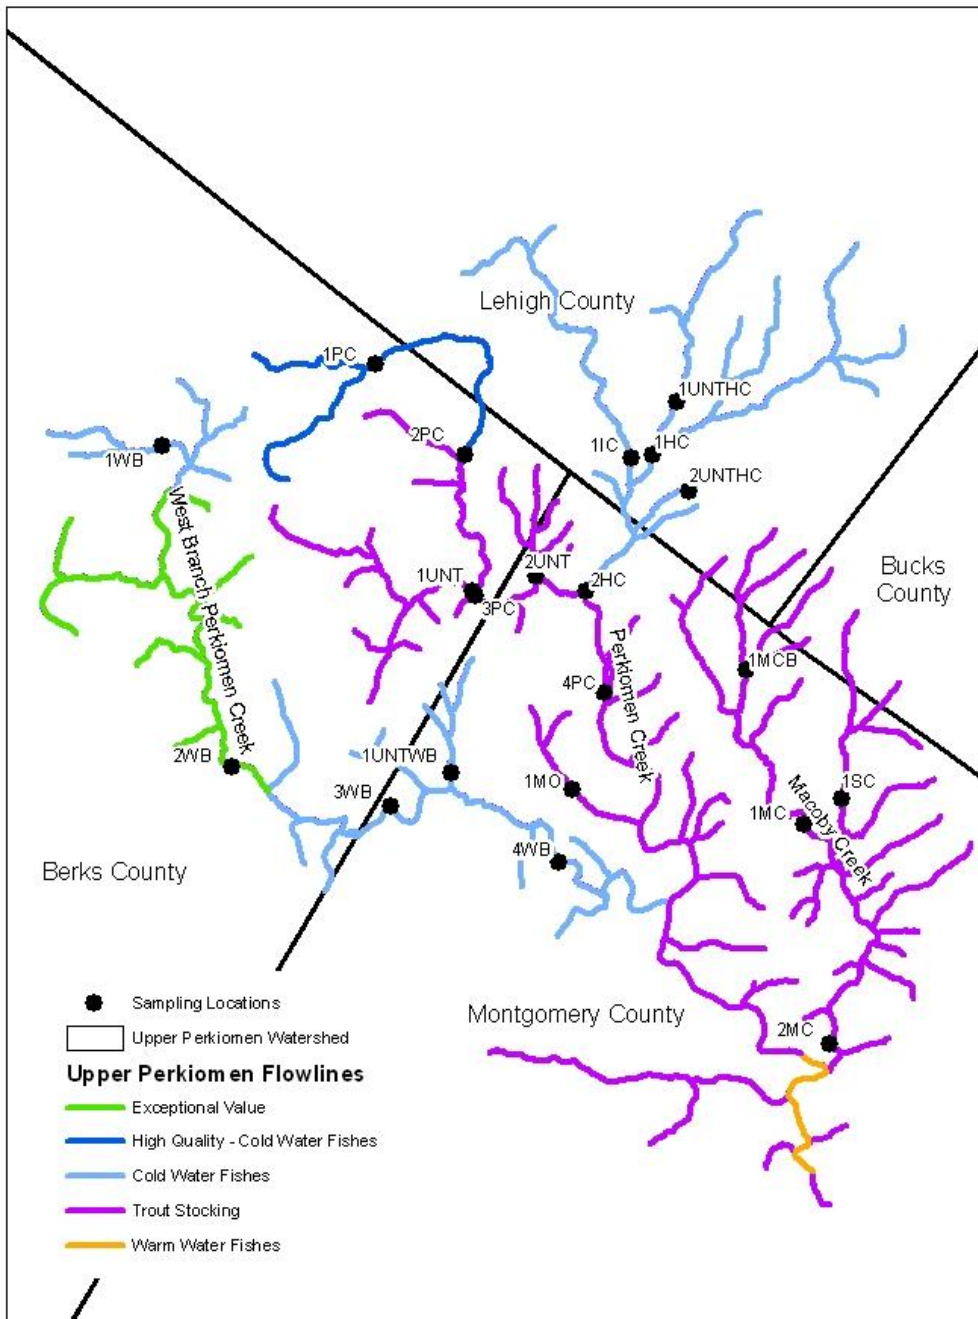 Lehigh County
1PC
1UNTHC
2PC
1IC
1HC
1WB
2UNTHC
West Branch Perkiomen Creek
2UNT
1UNT
2HC
3PC
Bucks
County
Perkiomen Creek
1MCB
4PC
2WB
1UNTWB
3WB
1MO
1SC
1MC
Macoby Creek
4WB
Berks County
Montgomery County
2MC
Sampling Locations
Upper Perkiomen Watershed
Upper Perkiomen Flowlines
Exceptional Value
High Quality - Cold Water Fishes
Cold Water Fishes
Trout Stocking
Warm Water Fishes